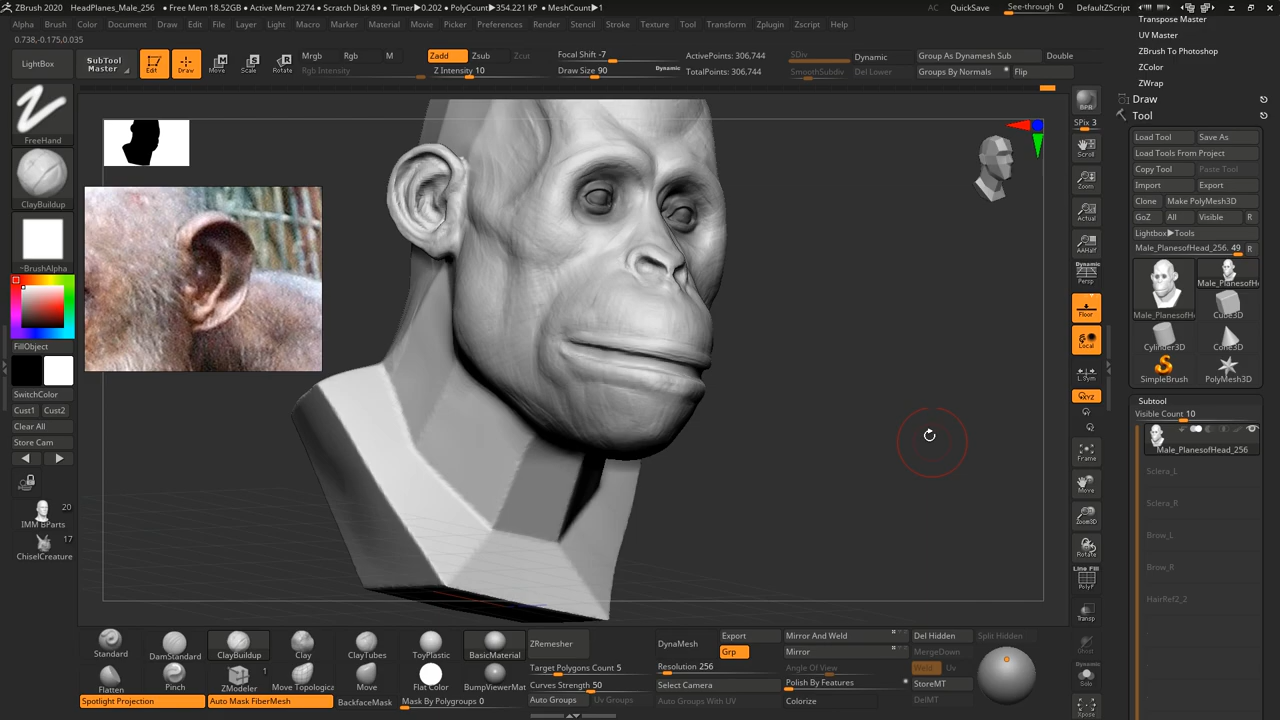 ZBrush 2020 HeadPlanes_Male_256 ● Free Mem 18.52GB ● Active Mem 2274 ● Scratch Disk 89 ● Timer▶0.202 ● PolyCount▶354.221 KP ● MeshCount▶1 AC QuickSave See-through 0 DefaultZScript
Alpha Brush Color Document Draw Edit File Layer Light Macro Marker Material Movie Picker Preferences Render Stencil Stroke Texture Tool Transform Zplugin Zscript Help
0.738,-0.175,0.035
LightBox
SubTool Master
Edit Draw Move Scale Rotate
Mrgb Rgb M
Rgb Intensity
Zadd Zsub Zcut
Z Intensity 10
Focal Shift -7
Draw Size 90 Dynamic
ActivePoints: 306,744
TotalPoints: 306,744
SDiv Dynamic
SmoothSubdiv Del Lower
Group As Dynamesh Sub Double
Groups By Normals Flip
FreeHand
ClayBuildup
~BrushAlpha
FillObject
SwitchColor
Cust1 Cust2
Clear All
Store Cam
20
IMM BParts
17
ChiselCreature
BPR
SPix 3
Scroll
Zoom
Actual
AAHalf
Dynamic
Persp
Floor
Local
L.Sym
XYZ
Frame
Move
Zoom3D
Rotate
Line Fill
PolyF
Transp
Ghost
Dynamic
Solo
Xpose
Transpose Master
UV Master
ZBrush To Photoshop
ZColor
ZWrap
Draw
Tool
Load Tool Save As
Load Tools From Project
Copy Tool Paste Tool
Import Export
Clone Make PolyMesh3D
GoZ All Visible R
Lightbox▶Tools
Male_PlanesofHead_256. 49 R
Male_PlanesofH Male_PlanesofHe
Cube3D
Cylinder3D Cone3D
SimpleBrush PolyMesh3D
Subtool
Visible Count 10
Male_PlanesofHead_256
Sclera_L
Sclera_R
Brow_L
Brow_R
HairRef2_2
Standard DamStandard ClayBuildup Clay ClayTubes ToyPlastic BasicMaterial
1
Flatten Pinch ZModeler Move Topologica Move Flat Color BumpViewerMat
Spotlight Projection Auto Mask FiberMesh BackfaceMask Mask By Polygroups 0
ZRemesher
Target Polygons Count 5
Curves Strength 50
Auto Groups Uv Groups
DynaMesh Export
Grp
Resolution 256
Select Camera
Auto Groups With UV
Mirror And Weld
Mirror
Angle Of View
Polish By Features
Colorize
Del Hidden Split Hidden
MergeDown
Weld Uv
StoreMT
DelMT